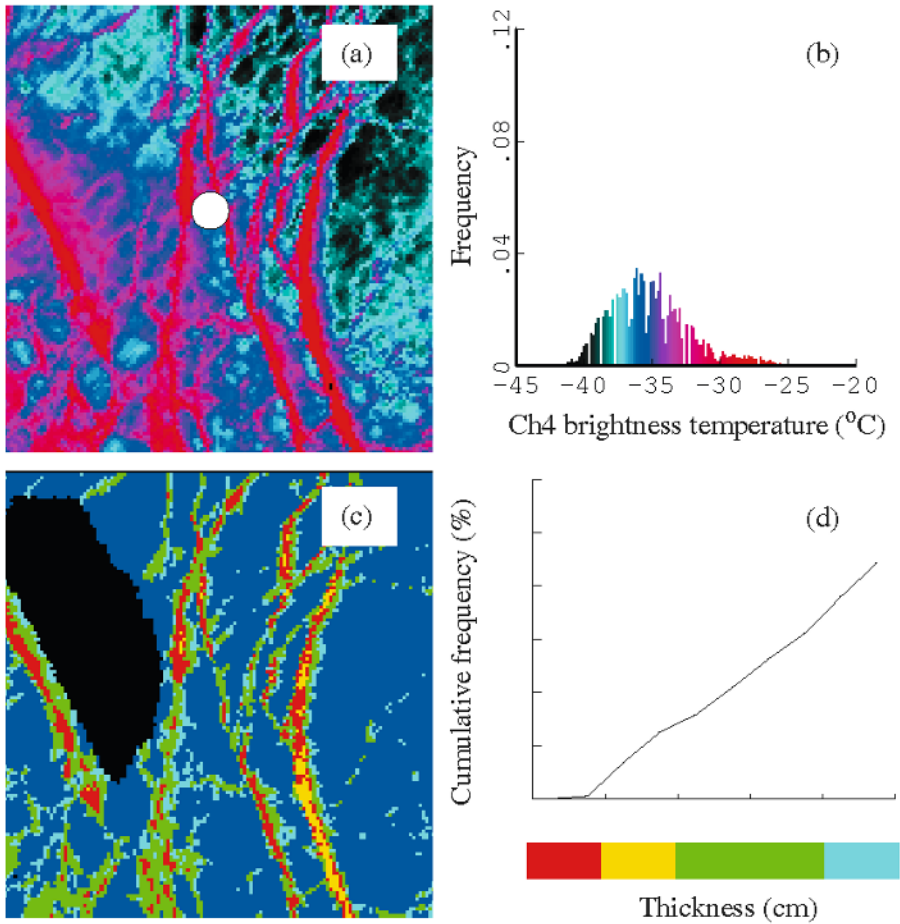 (a)
(b)
.12
.08
.04
0
Frequency
-45 -40 -35 -30 -25 -20
Ch4 brightness temperature (°C)
(c)
(d)
Cumulative frequency (%)
Thickness (cm)